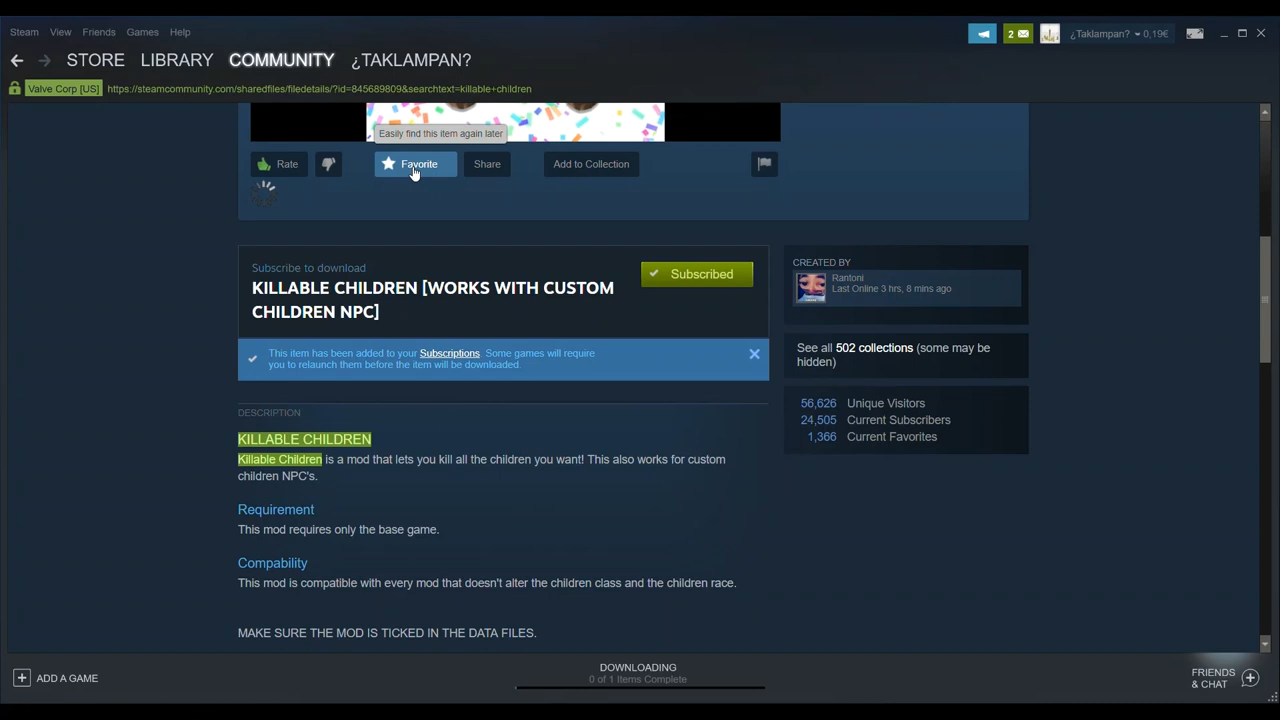 Steam View Friends Games Help
2 ¿Taklampan? 0,19€
STORE LIBRARY COMMUNITY ¿TAKLAMPAN?
Valve Corp [US] https://steamcommunity.com/sharedfiles/filedetails/?id=845689809&searchtext=killable+children
Easily find this item again later
Rate Favorite Share Add to Collection
Subscribe to download
KILLABLE CHILDREN [WORKS WITH CUSTOM
CHILDREN NPC]
Subscribed
This item has been added to your Subscriptions. Some games will require
you to relaunch them before the item will be downloaded.
CREATED BY
Rantoni
Last Online 3 hrs, 8 mins ago
See all 502 collections (some may be
hidden)
56,626 Unique Visitors
24,505 Current Subscribers
1,366 Current Favorites
DESCRIPTION
KILLABLE CHILDREN
Killable Children is a mod that lets you kill all the children you want! This also works for custom
children NPC's.
Requirement
This mod requires only the base game.
Compability
This mod is compatible with every mod that doesn't alter the children class and the children race.
MAKE SURE THE MOD IS TICKED IN THE DATA FILES.
ADD A GAME
DOWNLOADING
0 of 1 Items Complete
FRIENDS
& CHAT